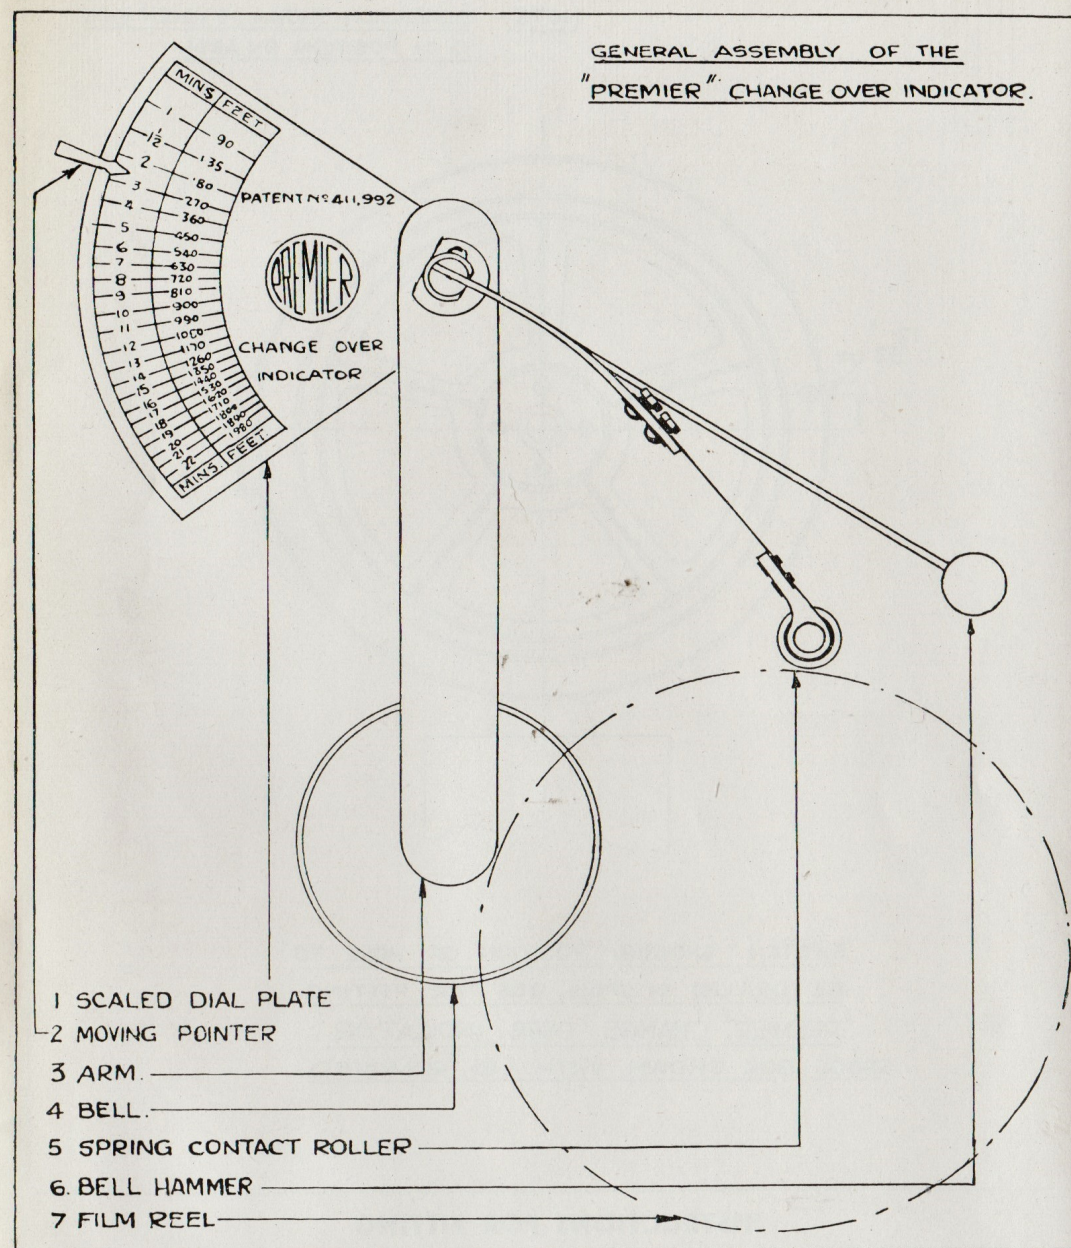 GENERAL ASSEMBLY OF THE
"PREMIER" CHANGE OVER INDICATOR.
MINS FEET
1 90
1½ 135
2 180
3 270
4 360
5 450
6 540
7 630
8 720
9 810
10 900
11 990
12 1080
13 1170
14 1260
15 1350
16 1440
17 1530
18 1620
19 1710
20 1800
21 1890
22 1980
MINS FEET.
PATENT Nº 411,992
PREMIER
CHANGE OVER
INDICATOR
1 SCALED DIAL PLATE
2 MOVING POINTER
3 ARM.
4 BELL.
5 SPRING CONTACT ROLLER
6. BELL HAMMER
7 FILM REEL